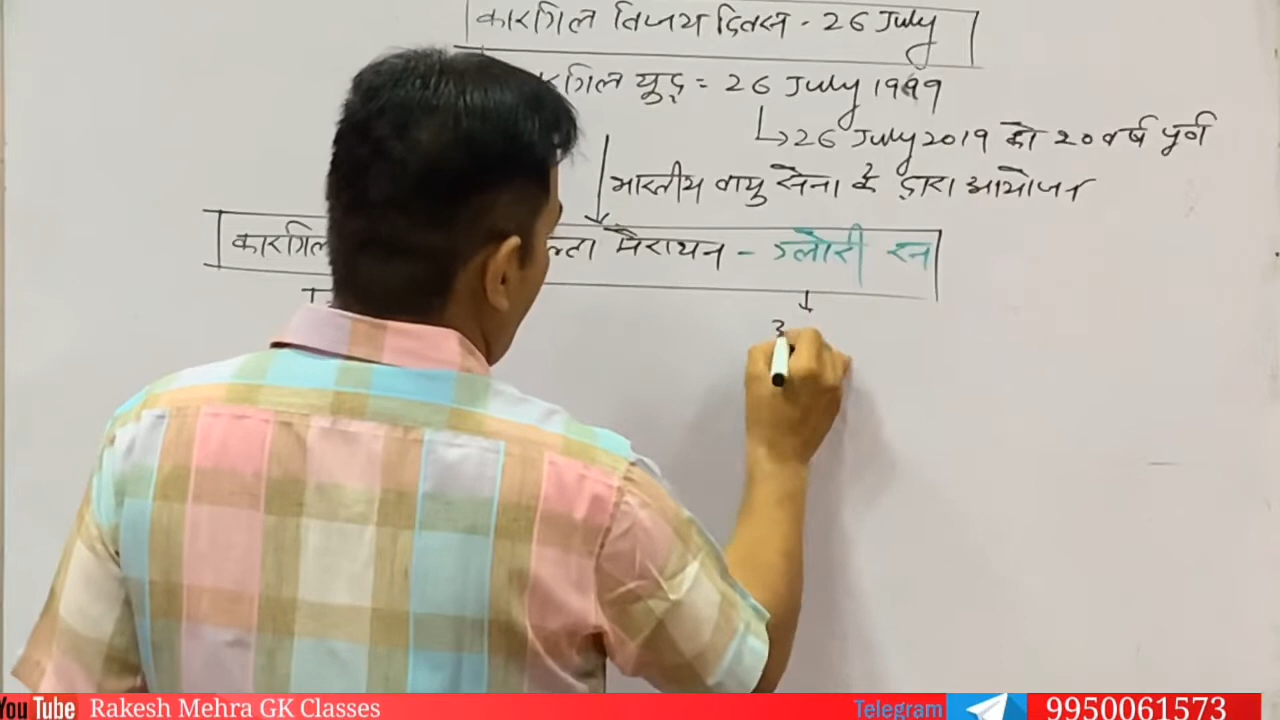 कारगिल विजय दिवस - 26 July
रगिल युद्ध = 26 July 1999
26 July 2019 को 20 वर्ष पूर्व
भारतीय वायु सेना के द्वारा आयोजन
कारगिल ल्टा मैराथन - ग्लोरी रन
3
YouTube Rakesh Mehra GK Classes Telegram 9950061573